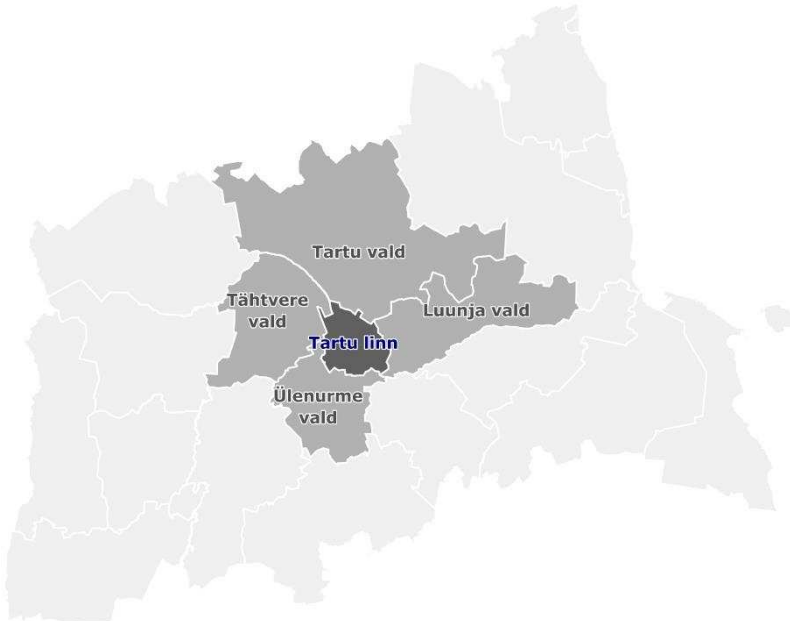 Tartu vald
Tähtvere
vald
Luunja vald
Tartu linn
Ülenurme
vald